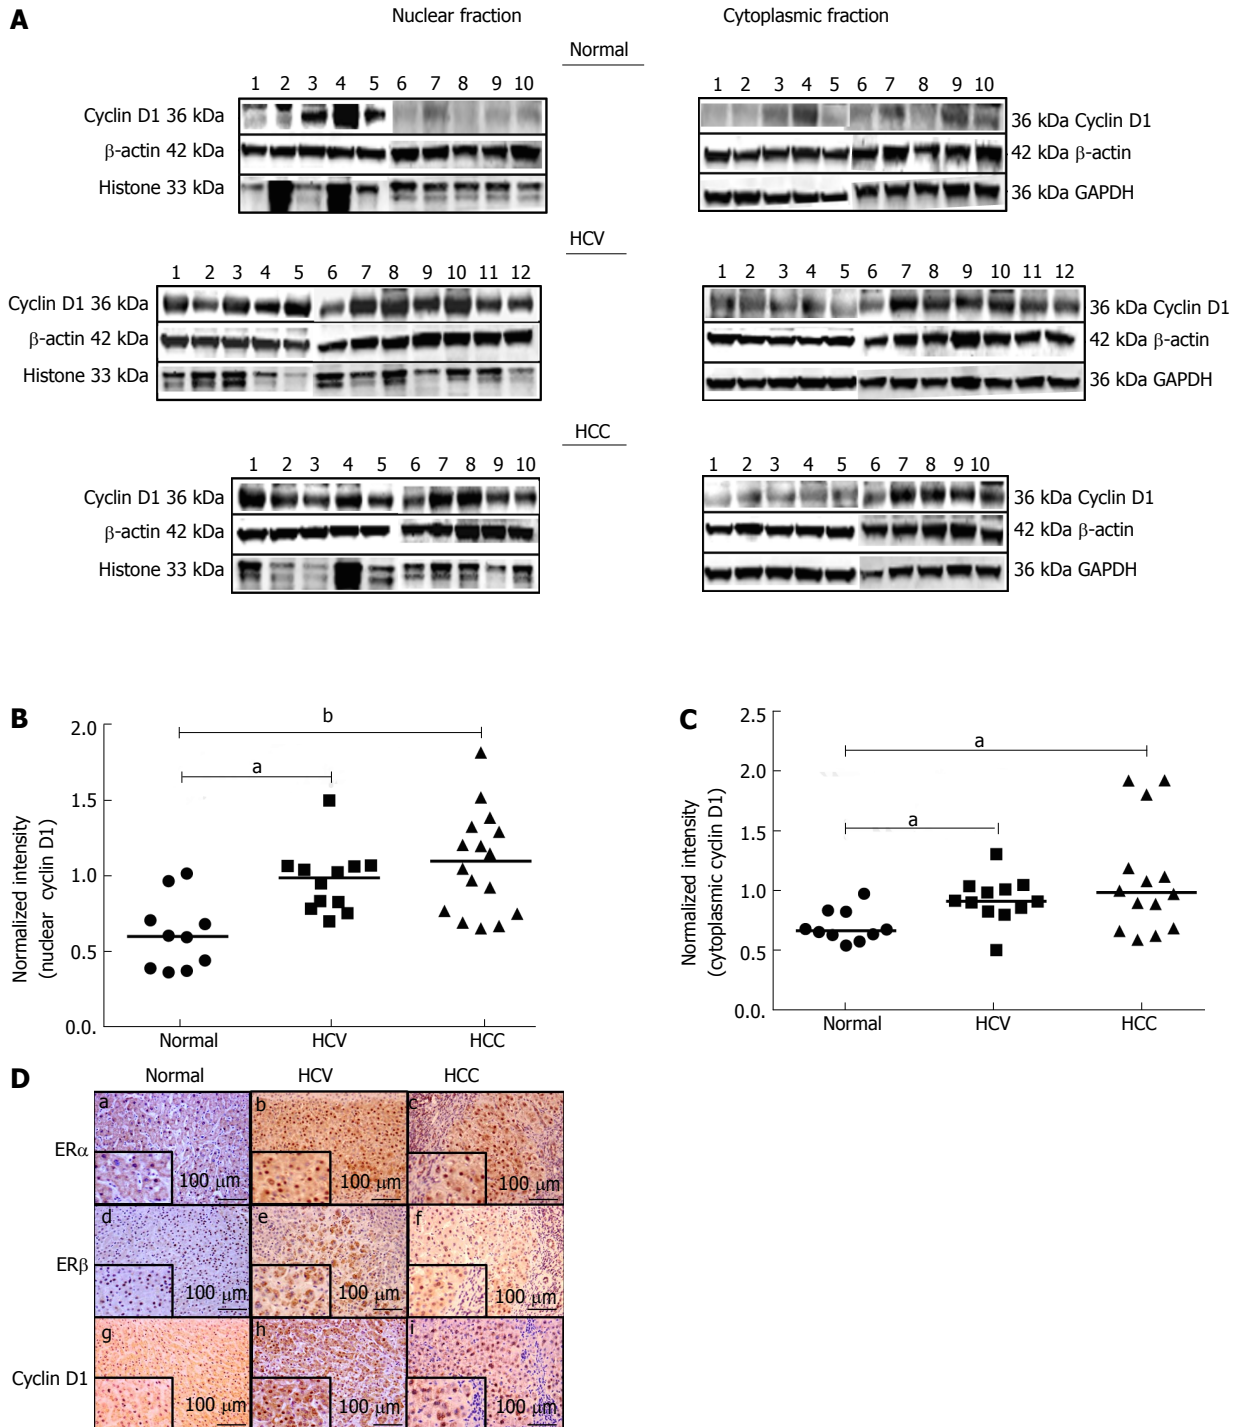 A
Nuclear fraction
Cytoplasmic fraction
Normal
1 2 3 4 5 6 7 8 9 10
Cyclin D1 36 kDa
β-actin 42 kDa
Histone 33 kDa
1 2 3 4 5 6 7 8 9 10
36 kDa Cyclin D1
42 kDa β-actin
36 kDa GAPDH
HCV
1 2 3 4 5 6 7 8 9 10 11 12
Cyclin D1 36 kDa
β-actin 42 kDa
Histone 33 kDa
1 2 3 4 5 6 7 8 9 10 11 12
36 kDa Cyclin D1
42 kDa β-actin
36 kDa GAPDH
HCC
1 2 3 4 5 6 7 8 9 10
Cyclin D1 36 kDa
β-actin 42 kDa
Histone 33 kDa
1 2 3 4 5 6 7 8 9 10
36 kDa Cyclin D1
42 kDa β-actin
36 kDa GAPDH
B
Normalized intensity
(nuclear cyclin D1)
2.0
1.5
1.0
0.5
0.0.
b
a
Normal HCV HCC
C
Normalized intensity
(cytoplasmic cyclin D1)
2.5
2.0
1.5
1.0
0.5
0.0.
a
a
Normal HCV HCC
D
Normal HCV HCC
ERα
a b c
100 μm 100 μm 100 μm
ERβ
d e f
100 μm 100 μm 100 μm
Cyclin D1
g h i
100 μm 100 μm 100 μm